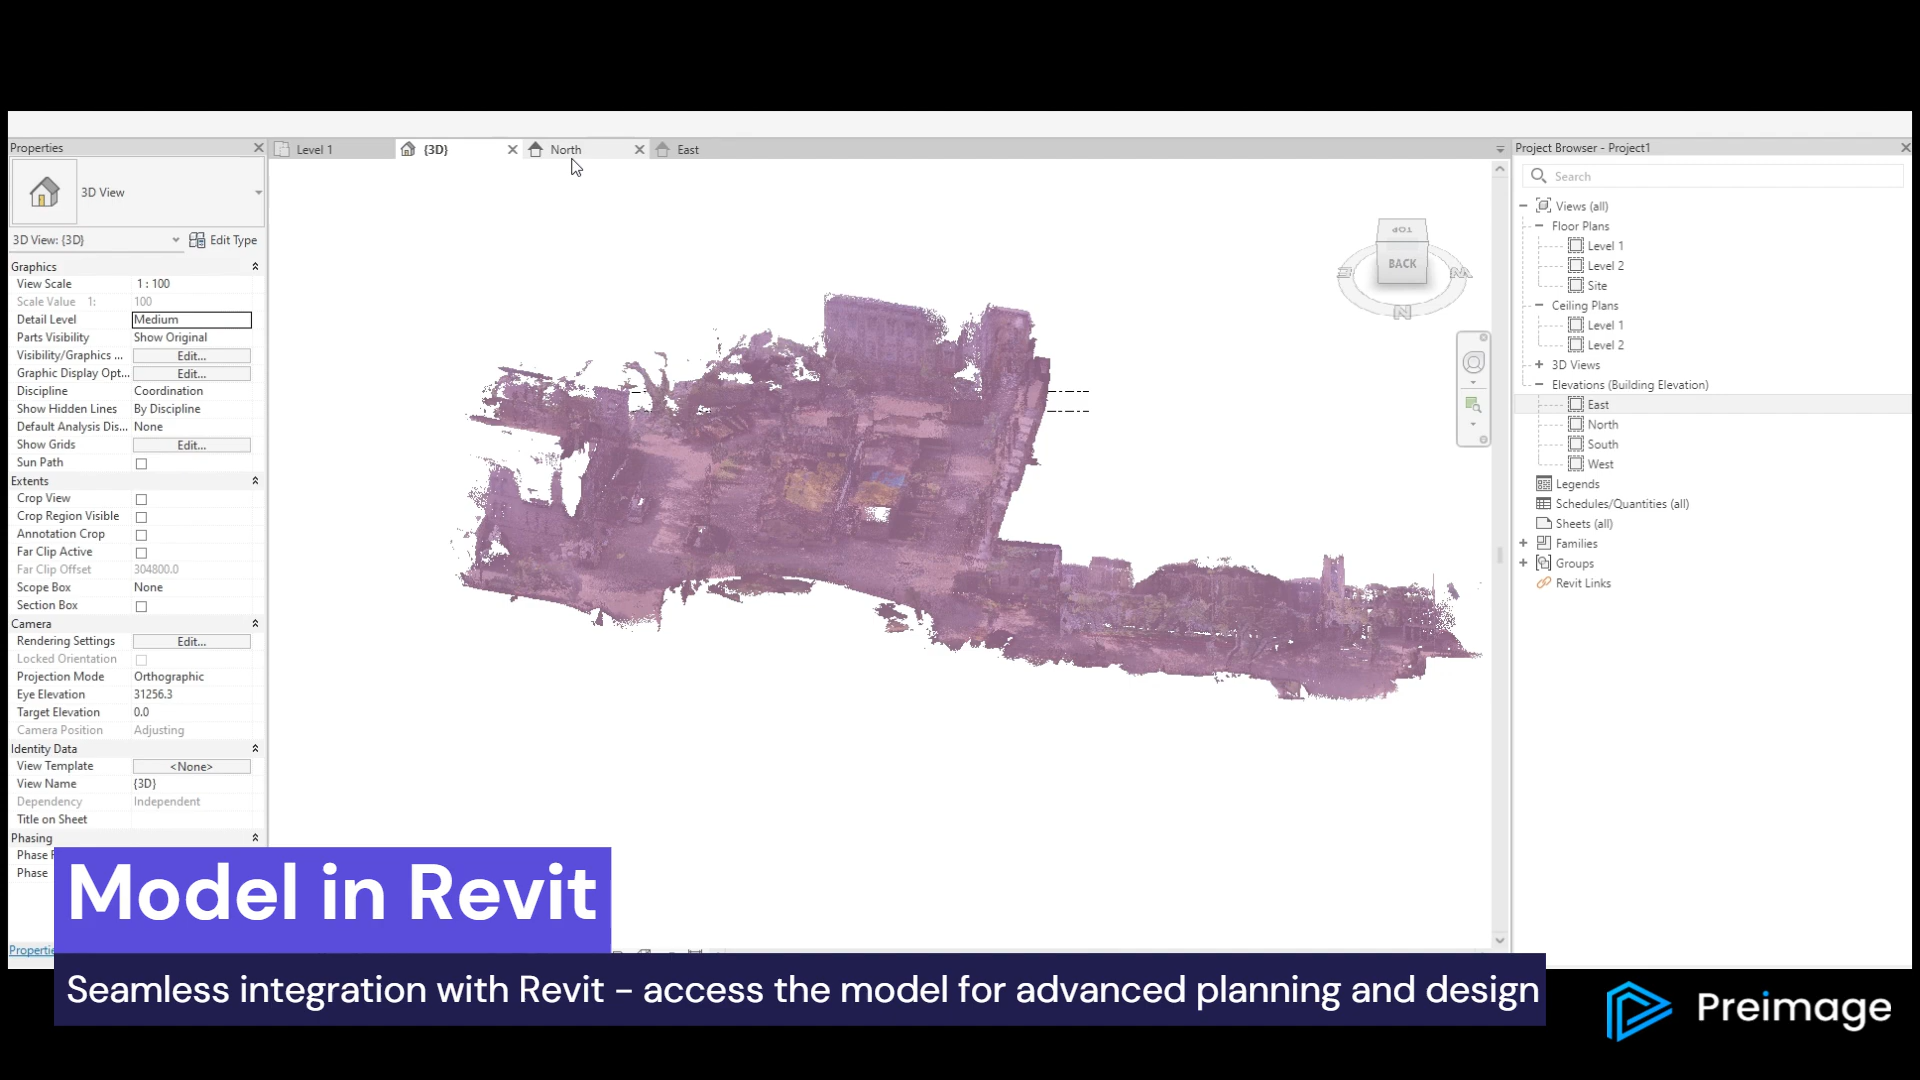 Properties
Level 1
{3D}
North
East
Project Browser - Project1
3D View
Search
3D View: {3D}
Edit Type
Graphics
View Scale 1 : 100
Scale Value 1: 100
Detail Level Medium
Parts Visibility Show Original
Visibility/Graphics ... Edit...
Graphic Display Opt... Edit...
Discipline Coordination
Show Hidden Lines By Discipline
Default Analysis Dis... None
Show Grids Edit...
Sun Path
Extents
Crop View
Crop Region Visible
Annotation Crop
Far Clip Active
Far Clip Offset 304800.0
Scope Box None
Section Box
Camera
Rendering Settings Edit...
Locked Orientation
Projection Mode Orthographic
Eye Elevation 31256.3
Target Elevation 0.0
Camera Position Adjusting
Identity Data
View Template <None>
View Name {3D}
Dependency Independent
Title on Sheet
Phasing
Phase
Phase
TOP
BACK
N
Views (all)
Floor Plans
Level 1
Level 2
Site
Ceiling Plans
Level 1
Level 2
3D Views
Elevations (Building Elevation)
East
North
South
West
Legends
Schedules/Quantities (all)
Sheets (all)
Families
Groups
Revit Links
Model in Revit
Seamless integration with Revit - access the model for advanced planning and design
Preimage